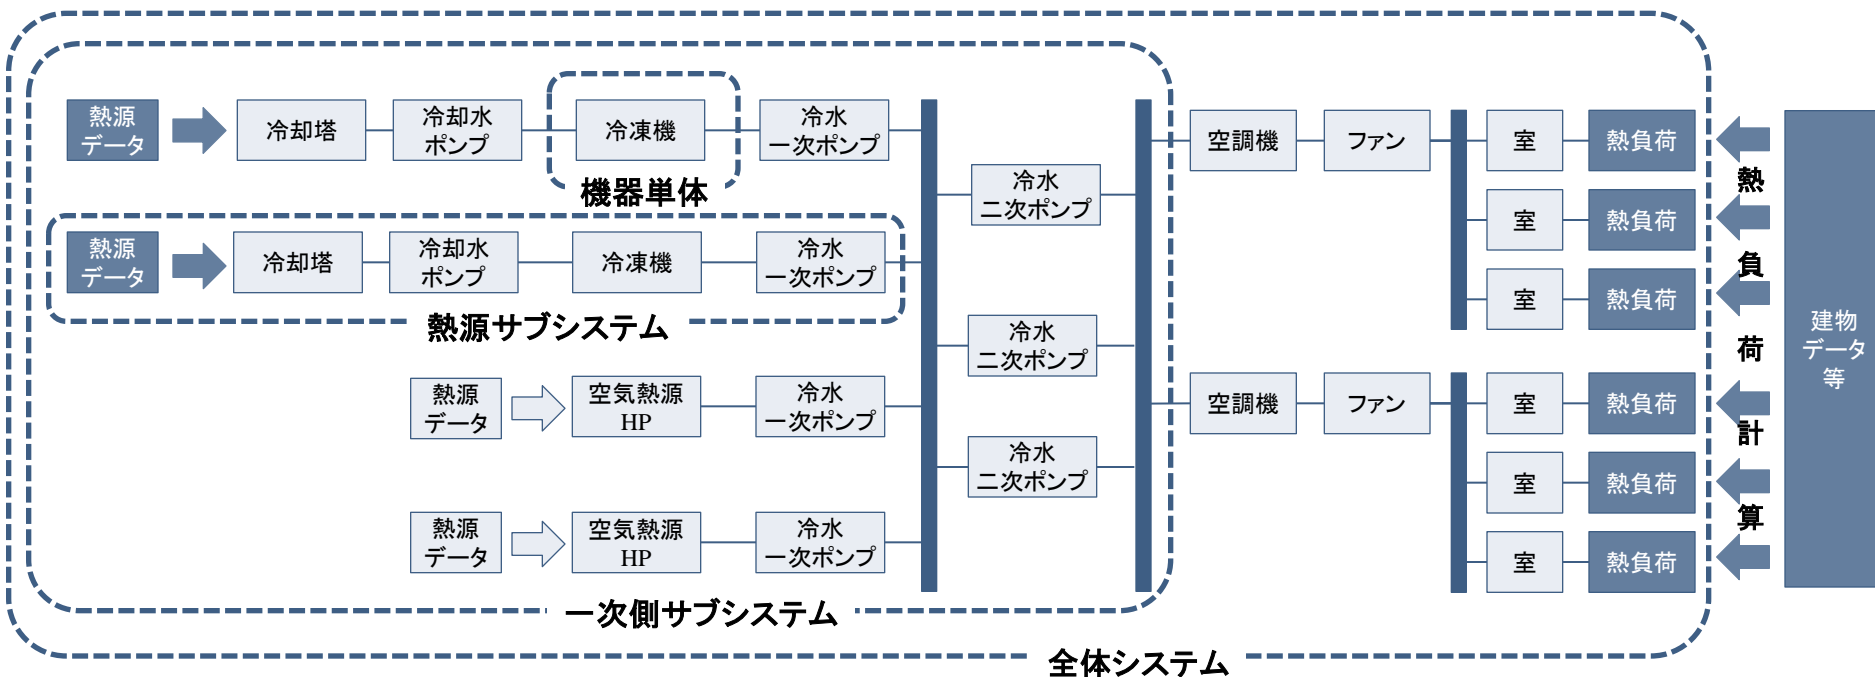 熱源
データ
冷却塔
冷却水
ポンプ
冷凍機
冷水
一次ポンプ
機器単体
熱源
データ
冷却塔
冷却水
ポンプ
冷凍機
冷水
一次ポンプ
熱源サブシステム
熱源
データ
空気熱源
HP
冷水
一次ポンプ
熱源
データ
空気熱源
HP
冷水
一次ポンプ
冷水
二次ポンプ
冷水
二次ポンプ
冷水
二次ポンプ
一次側サブシステム
空調機
ファン
室
熱負荷
室
熱負荷
室
熱負荷
空調機
ファン
室
熱負荷
室
熱負荷
室
熱負荷
全体システム
熱
負
荷
計
算
建物
データ
等